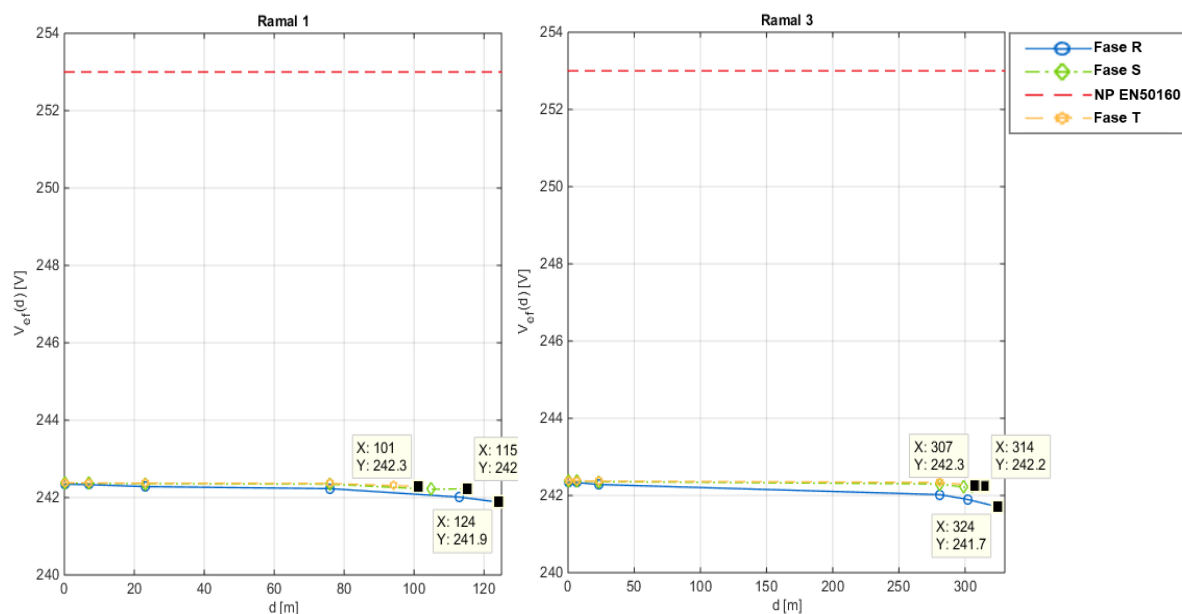 Ramal 1
254
252
250
248
246
244
242
240
V_ef(d) [V]
0
20
40
60
80
100
120
d [m]
X: 101
Y: 242.3
X: 115
Y: 242
X: 124
Y: 241.9
Ramal 3
254
252
250
248
246
244
242
240
V_ef(d) [V]
0
50
100
150
200
250
300
d [m]
X: 307
Y: 242.3
X: 314
Y: 242.2
X: 324
Y: 241.7
Fase R
Fase S
NP EN50160
Fase T